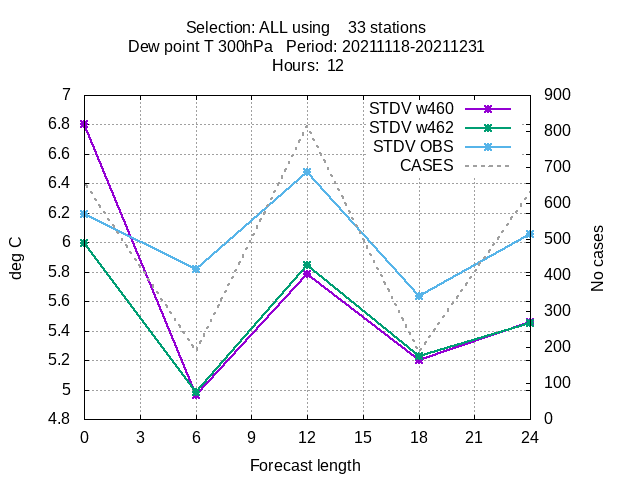 Selection: ALL using    33 stations
Dew point T 300hPa   Period: 20211118-20211231
Hours:  12
7
6.8
6.6
6.4
6.2
6
5.8
5.6
5.4
5.2
5
4.8
deg C
STDV w460
STDV w462
STDV OBS
CASES
900
800
700
600
500
400
300
200
100
0
No cases
0 3 6 9 12 15 18 21 24
Forecast length